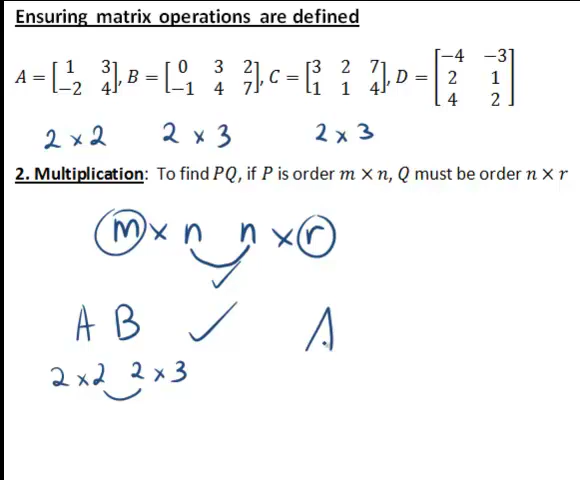 Ensuring matrix operations are defined
A = [1 3; -2 4], B = [0 3 2; -1 4 7], C = [3 2 7; 1 1 4], D = [-4 -3; 2 1; 4 2]
2 × 2 2 × 3 2 × 3
2. Multiplication: To find PQ, if P is order m × n, Q must be order n × r
m × n n × r
✓
A B ✓ A
2 × 2 2 × 3